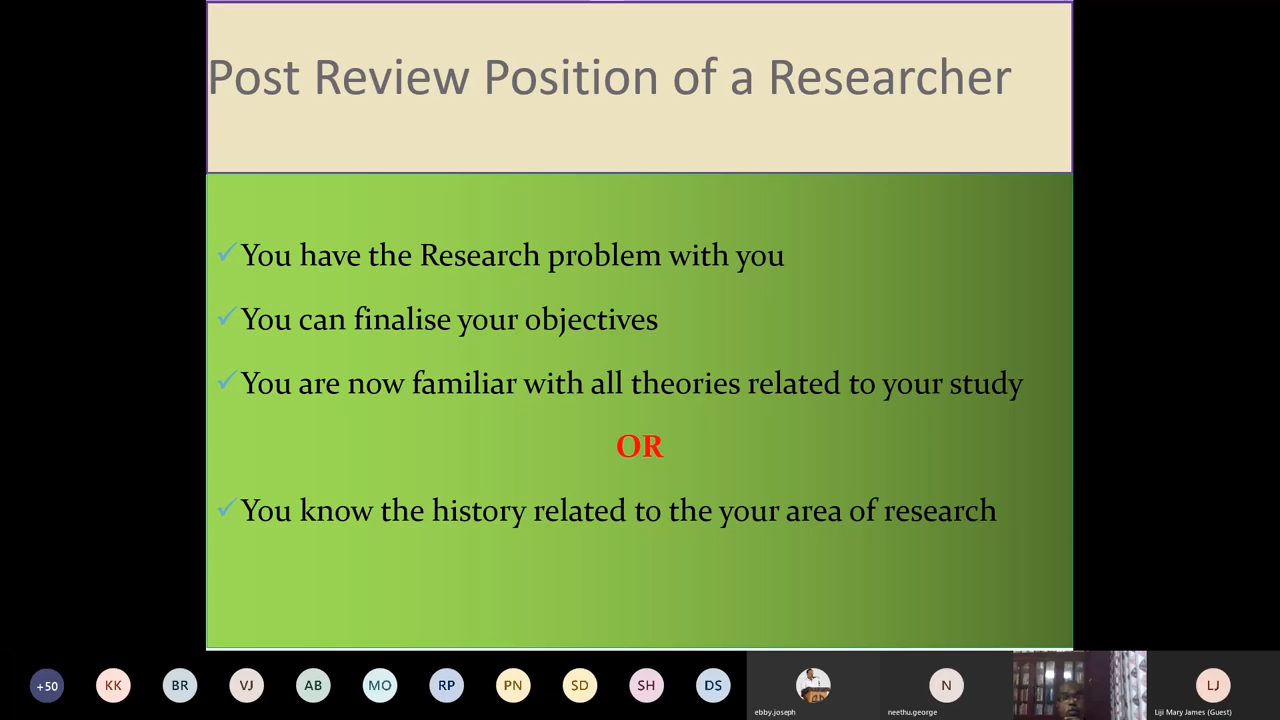 Post Review Position of a Researcher
You have the Research problem with you
You can finalise your objectives
You are now familiar with all theories related to your study
OR
You know the history related to the your area of research
+50 KK BR VJ AB MO RP PN SD SH DS N LJ
ebby.joseph neethu.george Liji Mary James (Guest)